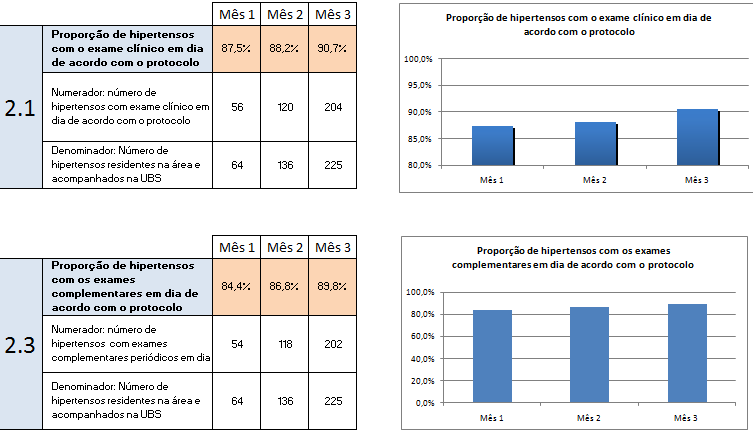 Mês 1 Mês 2 Mês 3
2.1
Proporção de hipertensos
com o exame clínico em dia
de acordo com o protocolo
87,5% 88,2% 90,7%
Numerador: número de
hipertensos com exame clínico em
dia de acordo com o protocolo
56 120 204
Denominador: Número de
hipertensos residentes na área e
acompanhados na UBS
64 136 225
Proporção de hipertensos com o exame clínico em dia de
acordo com o protocolo
100,0%
95,0%
90,0%
85,0%
80,0%
Mês 1 Mês 2 Mês 3
Mês 1 Mês 2 Mês 3
2.3
Proporção de hipertensos
com os exames
complementares em dia de
acordo com o protocolo
84,4% 86,8% 89,8%
Numerador: número de
hipertensos com exames
complementares periódicos em dia
54 118 202
Denominador: Número de
hipertensos residentes na área e
acompanhados na UBS
64 136 225
Proporção de hipertensos com os exames
complementares em dia de acordo com o protocolo
100,0%
80,0%
60,0%
40,0%
20,0%
0,0%
Mês 1 Mês 2 Mês 3